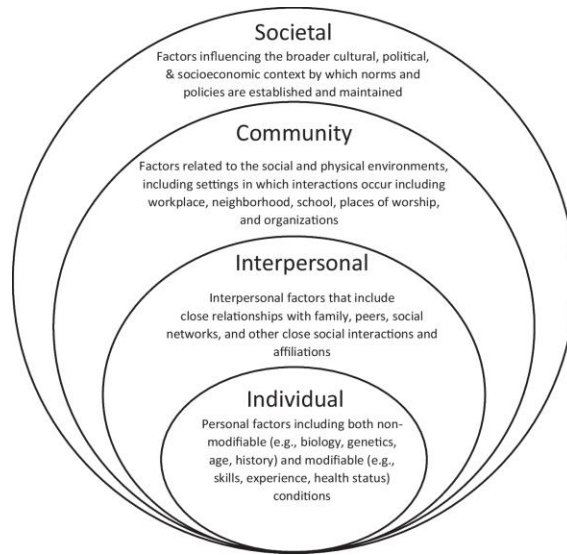 Societal
Factors influencing the broader cultural, political,
& socioeconomic context by which norms and
policies are established and maintained
Community
Factors related to the social and physical environments,
including settings in which interactions occur including
workplace, neighborhood, school, places of worship,
and organizations
Interpersonal
Interpersonal factors that include
close relationships with family, peers, social
networks, and other close social interactions and
affiliations
Individual
Personal factors including both non-
modifiable (e.g., biology, genetics,
age, history) and modifiable (e.g.,
skills, experience, health status)
conditions